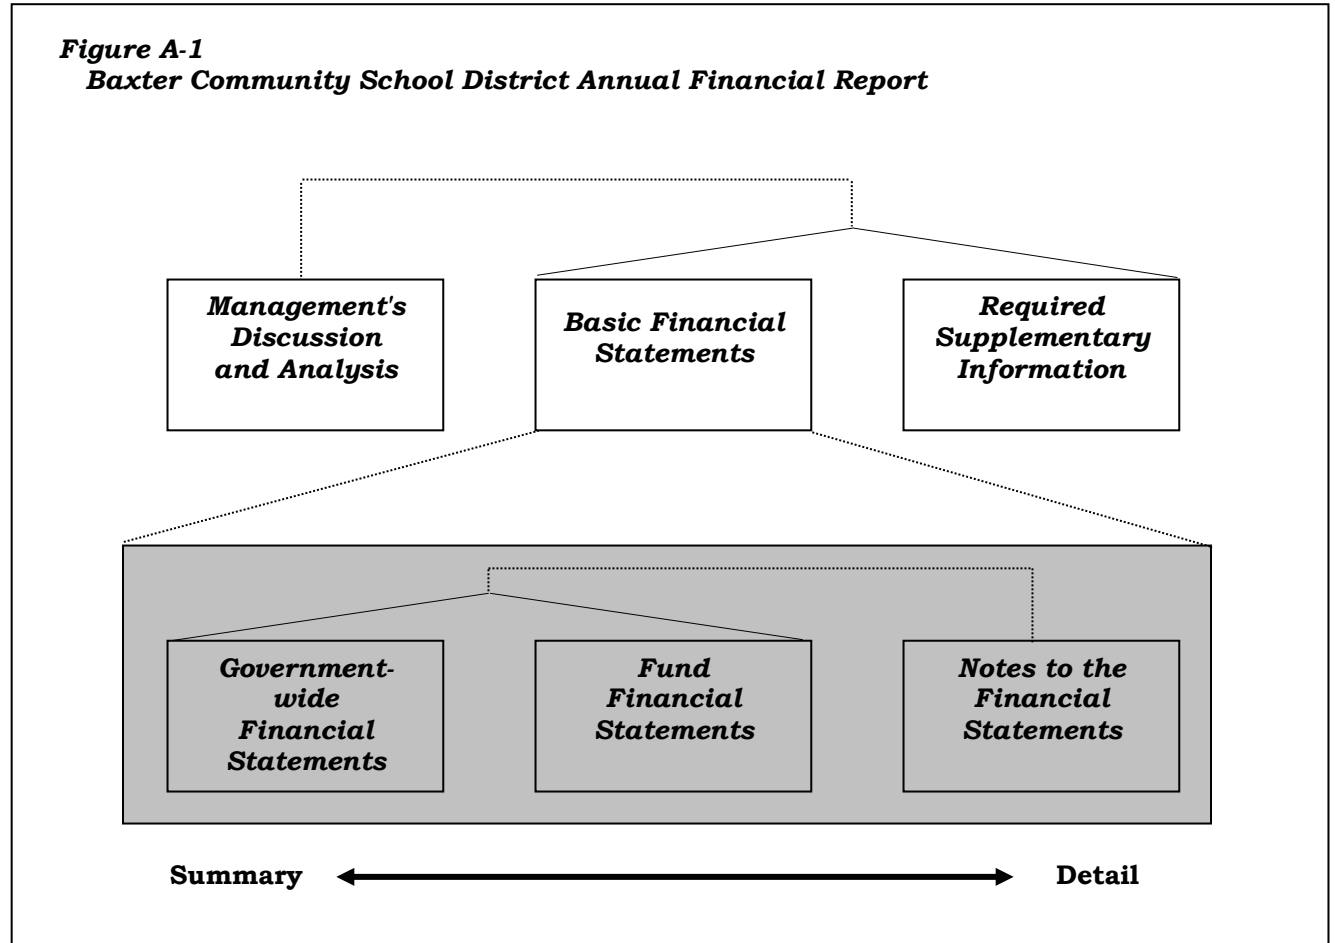 Figure A-1
Baxter Community School District Annual Financial Report
Management's
Discussion
and Analysis
Basic Financial
Statements
Required
Supplementary
Information
Government-
wide
Financial
Statements
Fund
Financial
Statements
Notes to the
Financial
Statements
Summary
Detail